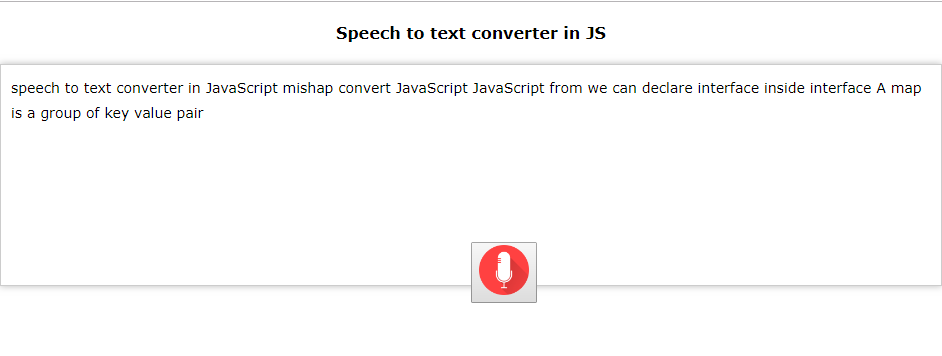 Speech to text converter in JS
speech to text converter in JavaScript mishap convert JavaScript JavaScript from we can declare interface inside interface A map
is a group of key value pair